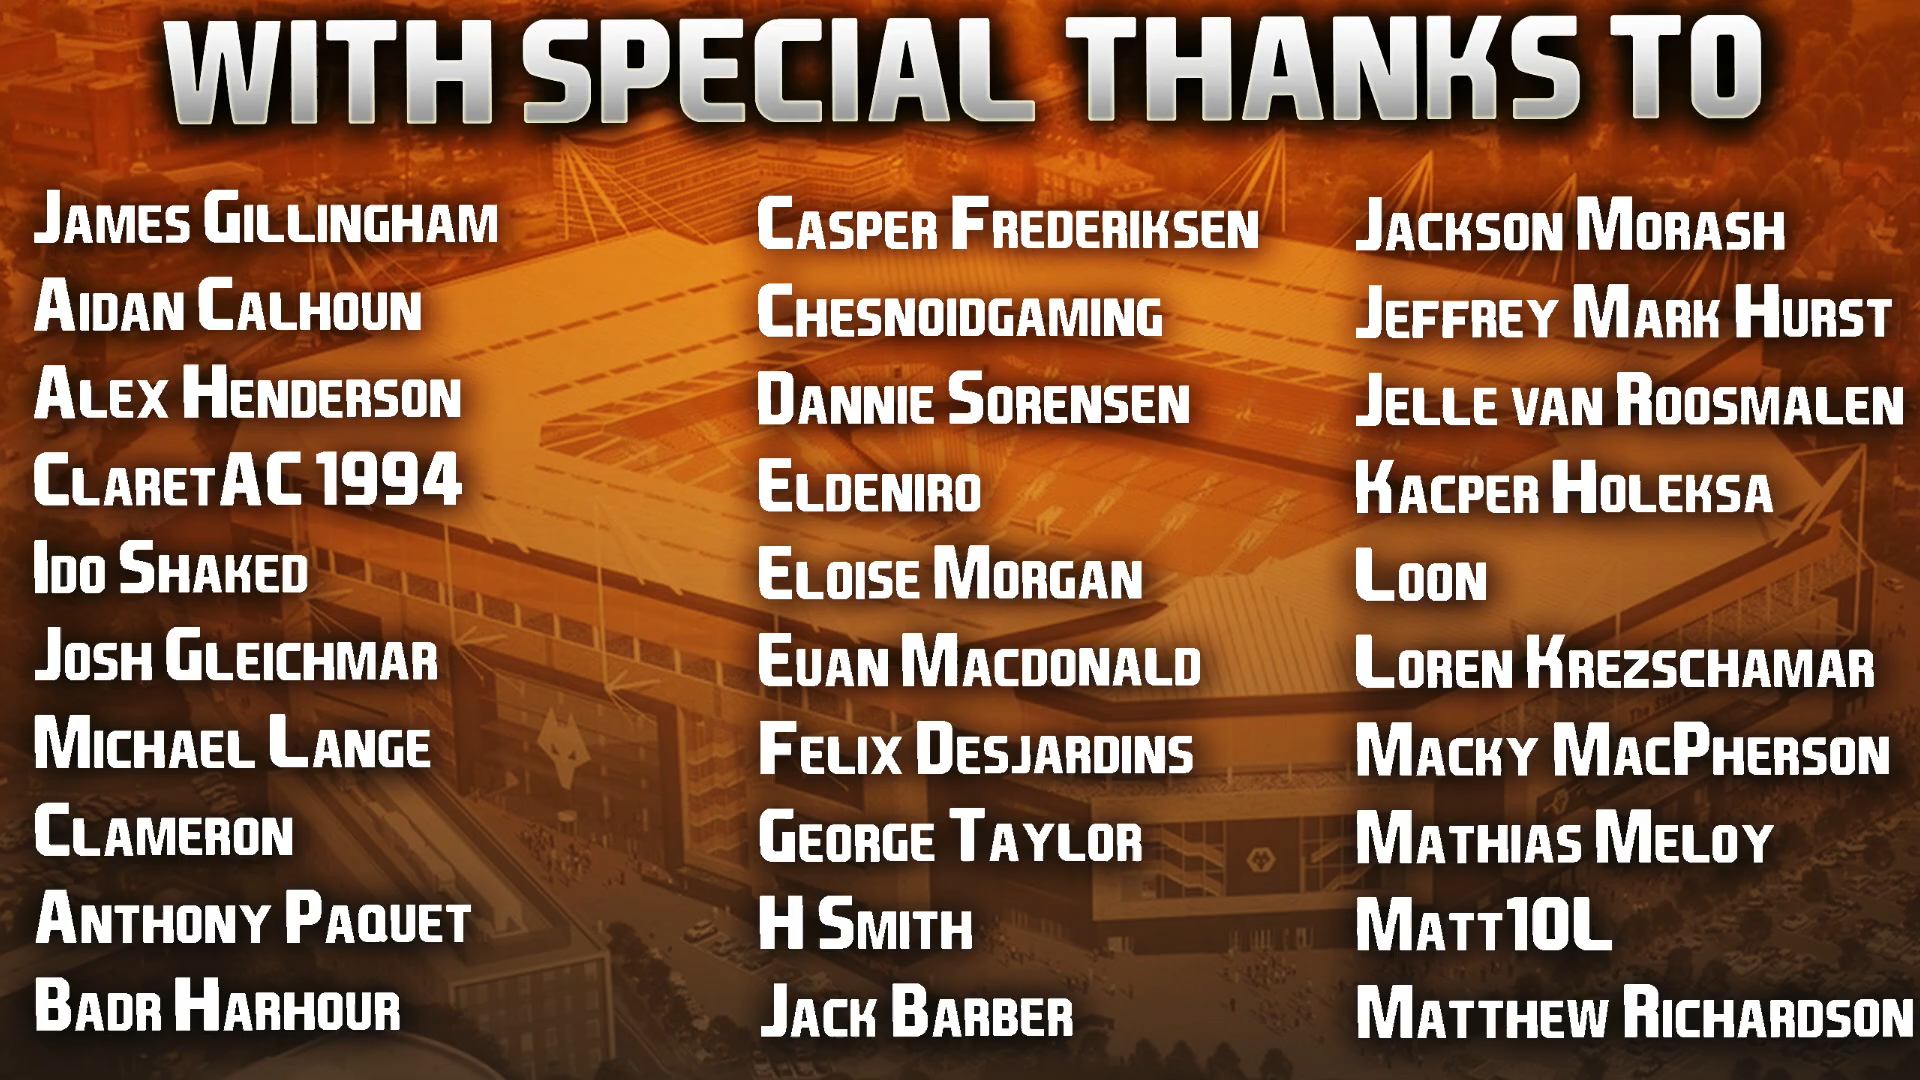 WITH SPECIAL THANKS TO
JAMES GILLINGHAM
AIDAN CALHOUN
ALEX HENDERSON
CLARETAC 1994
IDO SHAKED
JOSH GLEICHMAR
MICHAEL LANGE
CLAMERON
ANTHONY PAQUET
BADR HARHOUR
CASPER FREDERIKSEN
CHESNOIDGAMING
DANNIE SORENSEN
ELDENIRO
ELOISE MORGAN
EUAN MACDONALD
FELIX DESJARDINS
GEORGE TAYLOR
H SMITH
JACK BARBER
JACKSON MORASH
JEFFREY MARK HURST
JELLE VAN ROOSMALEN
KACPER HOLEKSA
LOON
LOREN KREZSCHAMAR
MACKY MACPHERSON
MATHIAS MELOY
MATT10L
MATTHEW RICHARDSON